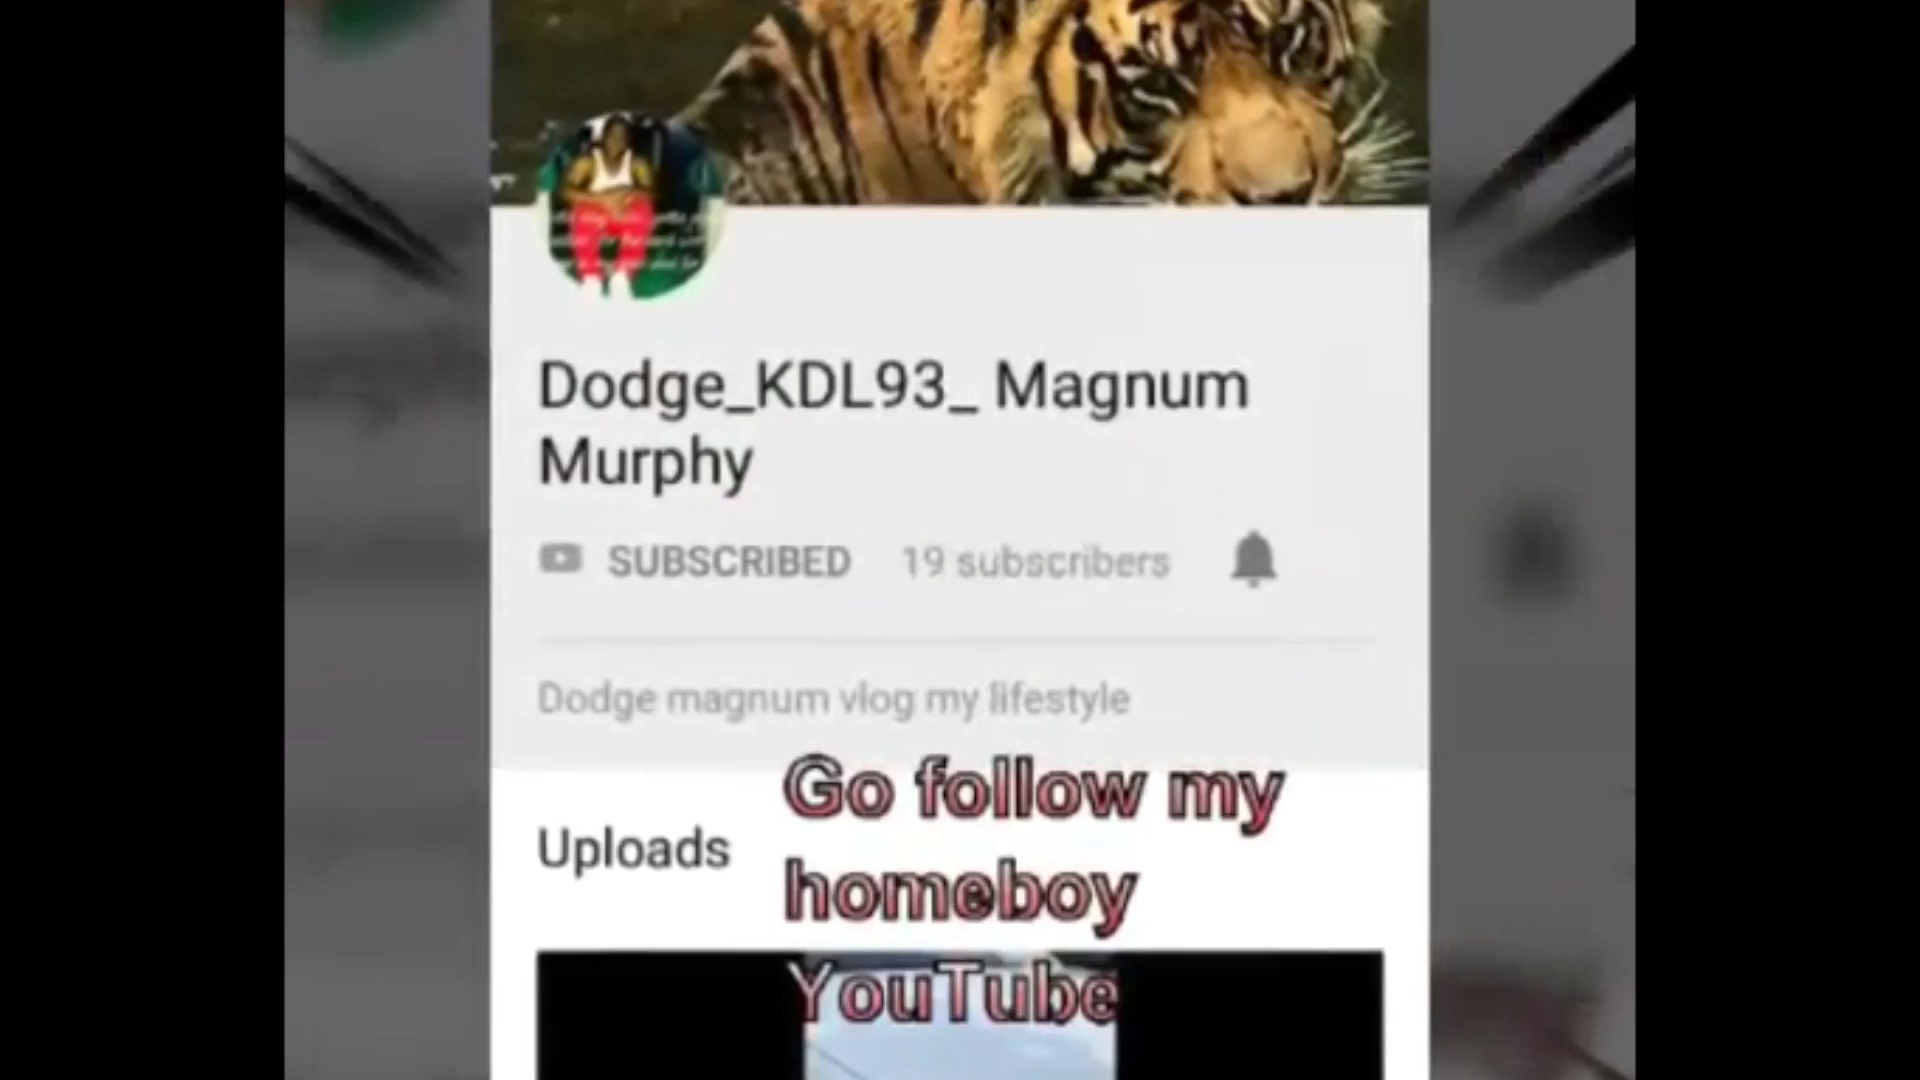 Dodge_KDL93_ Magnum
Murphy
SUBSCRIBED 19 subscribers
Dodge magnum vlog my lifestyle
Go follow my
Uploads
homeboy
YouTube